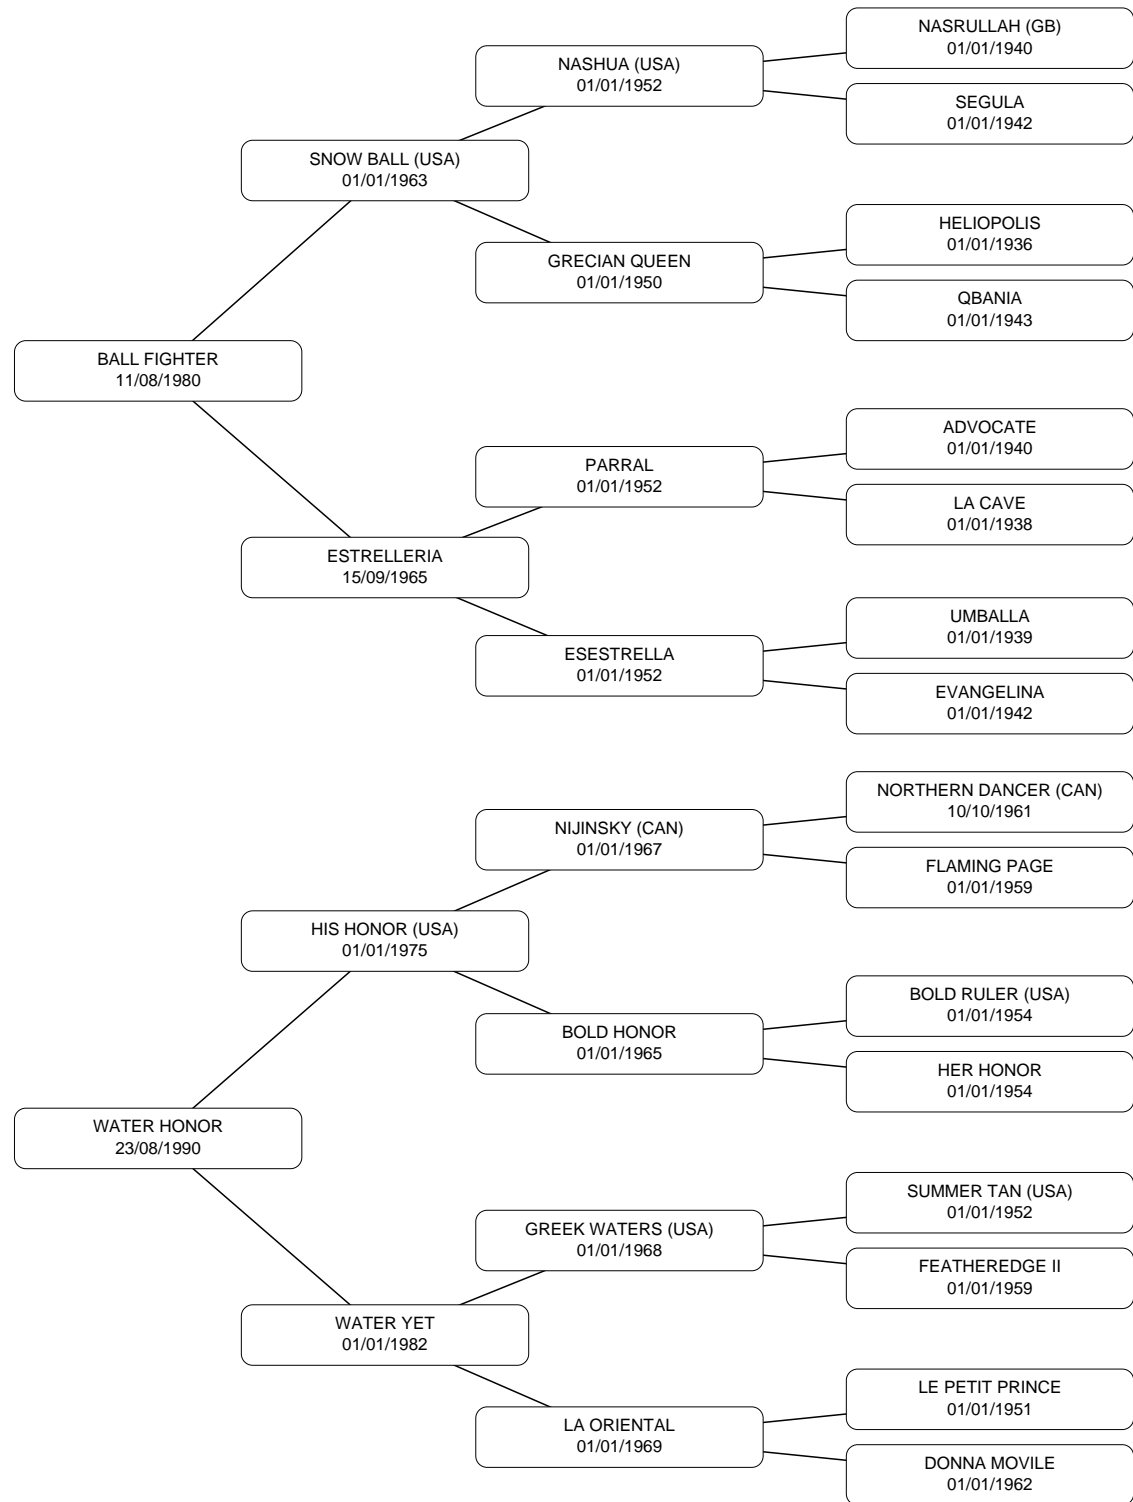 NASRULLAH (GB)
01/01/1940
NASHUA (USA)
01/01/1952
SEGULA
01/01/1942
SNOW BALL (USA)
01/01/1963
HELIOPOLIS
01/01/1936
GRECIAN QUEEN
01/01/1950
QBANIA
01/01/1943
BALL FIGHTER
11/08/1980
ADVOCATE
01/01/1940
PARRAL
01/01/1952
LA CAVE
01/01/1938
ESTRELLERIA
15/09/1965
UMBALLA
01/01/1939
ESESTRELLA
01/01/1952
EVANGELINA
01/01/1942
NORTHERN DANCER (CAN)
10/10/1961
NIJINSKY (CAN)
01/01/1967
FLAMING PAGE
01/01/1959
HIS HONOR (USA)
01/01/1975
BOLD RULER (USA)
01/01/1954
BOLD HONOR
01/01/1965
HER HONOR
01/01/1954
WATER HONOR
23/08/1990
SUMMER TAN (USA)
01/01/1952
GREEK WATERS (USA)
01/01/1968
FEATHEREDGE II
01/01/1959
WATER YET
01/01/1982
LE PETIT PRINCE
01/01/1951
LA ORIENTAL
01/01/1969
DONNA MOVILE
01/01/1962